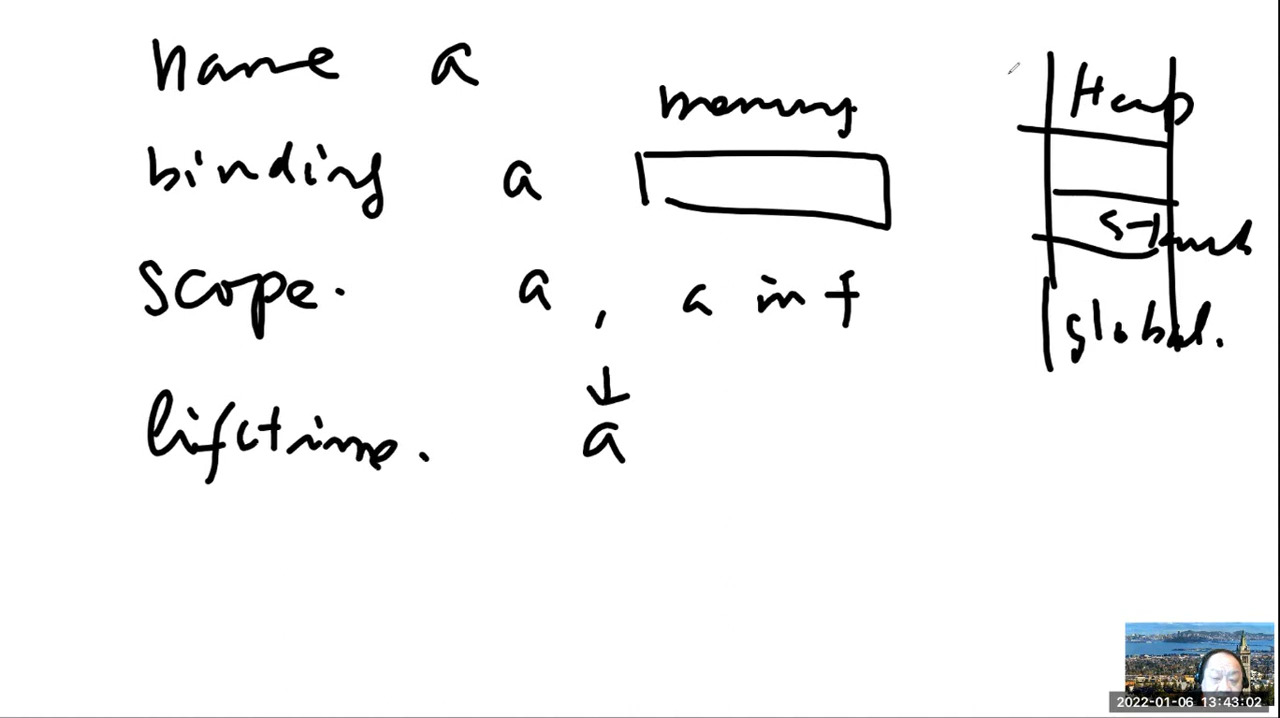 name a
memory
binding a
scope. a, a in f
↓
lifetime. a
Heap
Stack
global.
2022-01-06 13:43:02